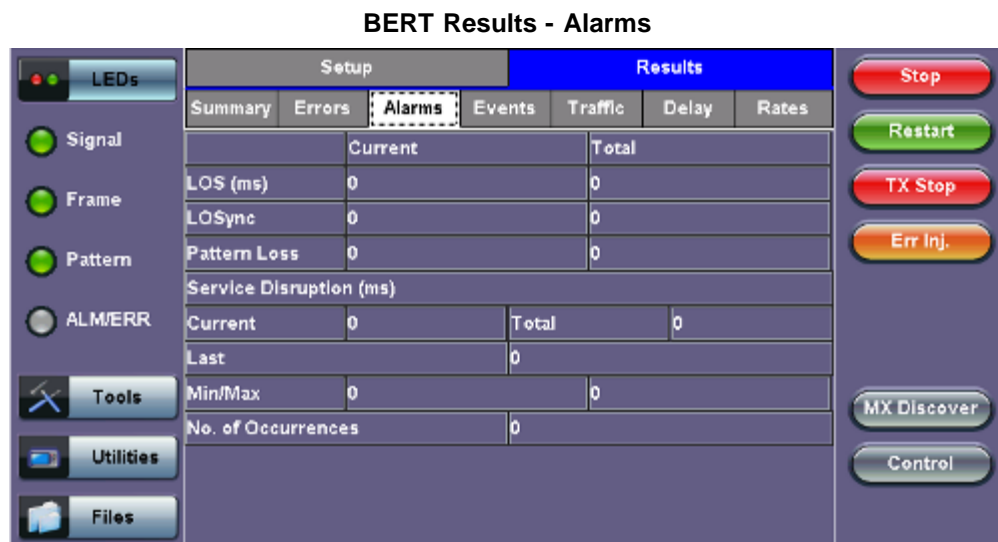 BERT Results - Alarms
LEDs
Setup Results
Stop
Summary Errors Alarms Events Traffic Delay Rates
Signal
Restart
Current Total
LOS (ms) 0 0
TX Stop
Frame
LOSync 0 0
Pattern Loss 0 0
Err Inj.
Pattern
Service Disruption (ms)
ALM/ERR
Current 0 Total 0
Last 0
Tools
Min/Max 0 0
MX Discover
No. of Occurrences 0
Utilities
Control
Files